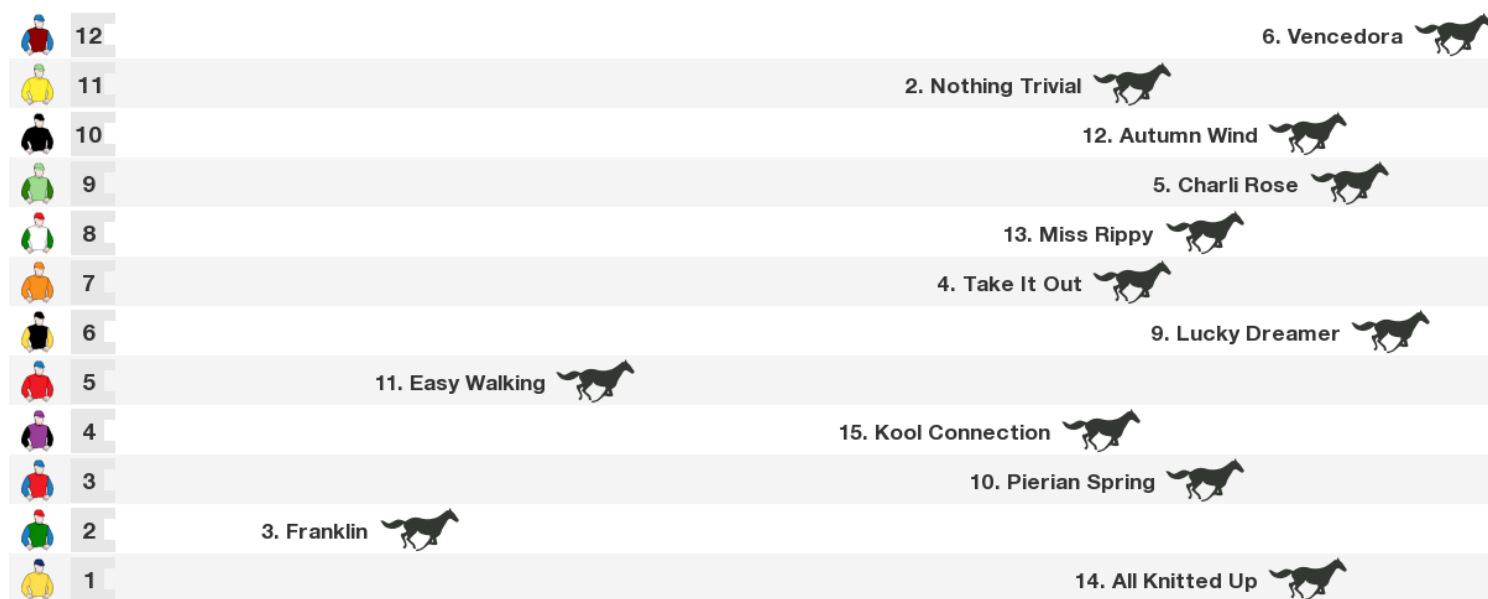 12 6. Vencedora
11 2. Nothing Trivial
10 12. Autumn Wind
9 5. Charli Rose
8 13. Miss Rippy
7 4. Take It Out
6 9. Lucky Dreamer
5 11. Easy Walking
4 15. Kool Connection
3 10. Pierian Spring
2 3. Franklin
1 14. All Knitted Up